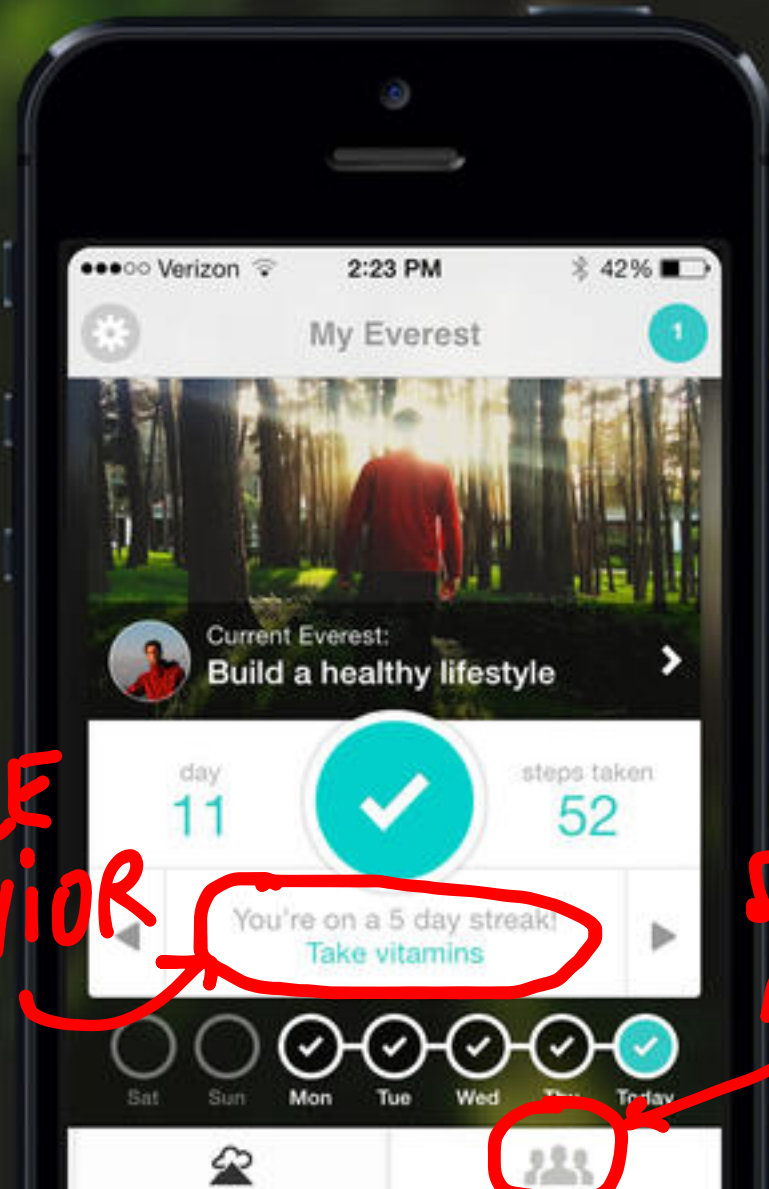 Verizon 2:23 PM 42%
My Everest 1
Current Everest:
Build a healthy lifestyle
day steps taken
11 52
You're on a 5 day streak!
Take vitamins
Sat Sun Mon Tue Wed Thu Today